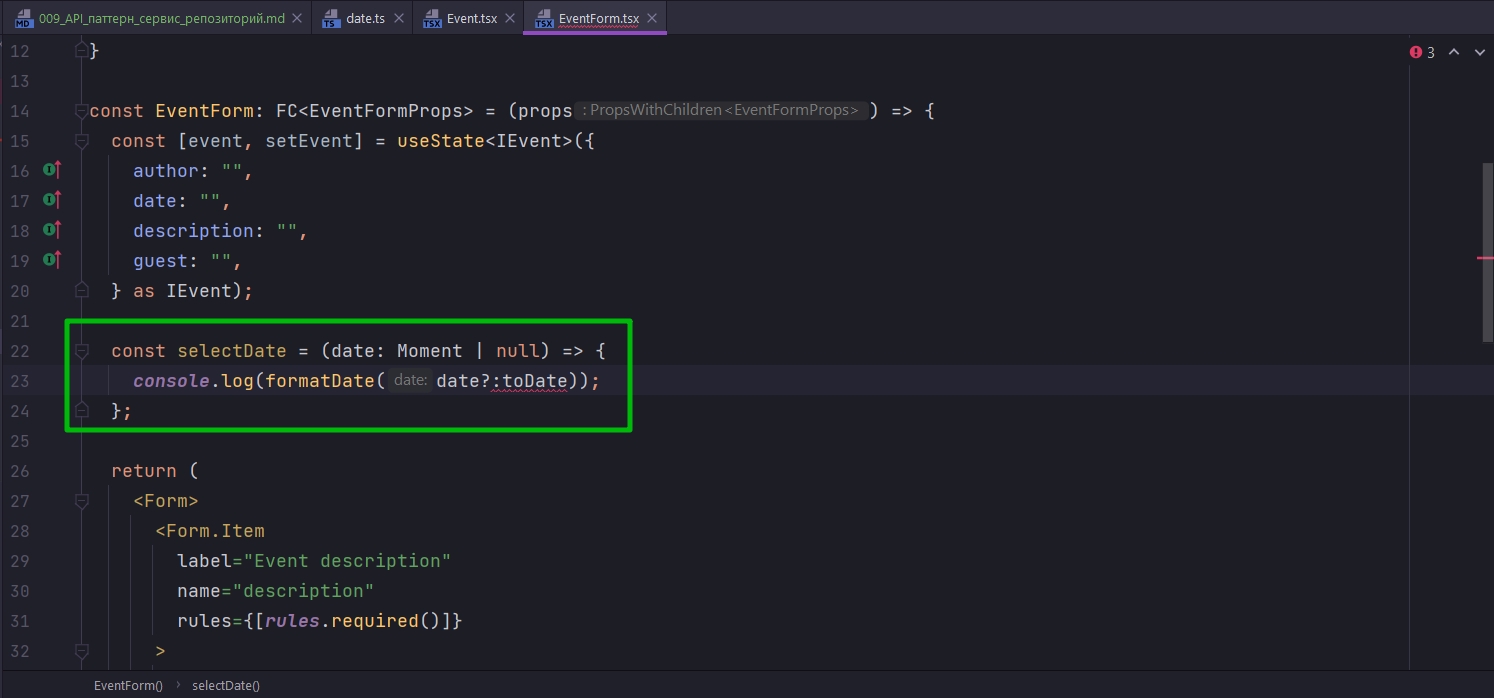 MD 009_API_паттерн_сервис_репозиторий.md TS date.ts TSX Event.tsx TSX EventForm.tsx
12 }
3
13
14 const EventForm: FC<EventFormProps> = (props : PropsWithChildren<EventFormProps> ) => {
15 const [event, setEvent] = useState<IEvent>({
16 author: "",
17 date: "",
18 description: "",
19 guest: "",
20 } as IEvent);
21
22 const selectDate = (date: Moment | null) => {
23 console.log(formatDate( date: date?:toDate));
24 };
25
26 return (
27 <Form>
28 <Form.Item
29 label="Event description"
30 name="description"
31 rules={[rules.required()]}
32 >
EventForm() › selectDate()